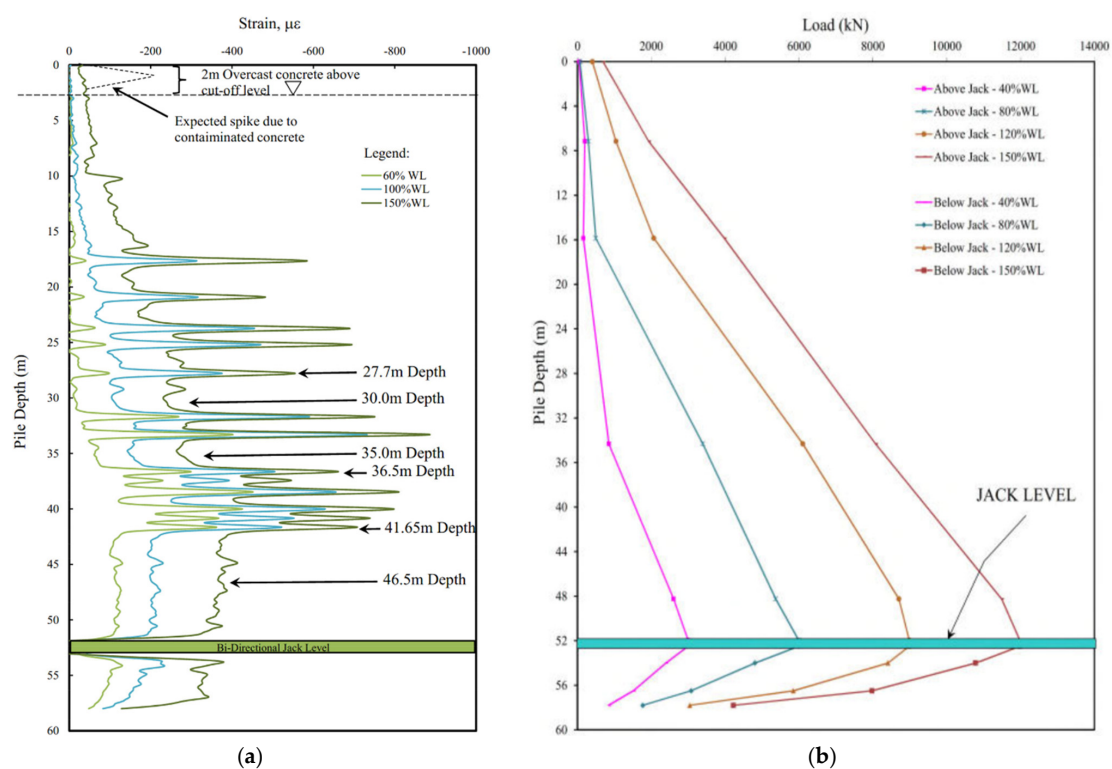 Strain, µε
0 -200 -400 -600 -800 -1000
0
5
10
15
20
25
30
35
40
45
50
55
60
Pile Depth (m)
2m Overcast concrete above
cut-off level
Expected spike due to
contaiminated concrete
Legend:
60% WL
100%WL
150%WL
27.7m Depth
30.0m Depth
35.0m Depth
36.5m Depth
41.65m Depth
46.5m Depth
Bi-Directional Jack Level
(a)
Load (kN)
0 2000 4000 6000 8000 10000 12000 14000
0
4
8
12
16
20
24
28
32
36
40
44
48
52
56
60
Pile Depth (m)
Above Jack - 40%WL
Above Jack - 80%WL
Above Jack - 120%WL
Above Jack - 150%WL
Below Jack - 40%WL
Below Jack - 80%WL
Below Jack - 120%WL
Below Jack - 150%WL
JACK LEVEL
(b)